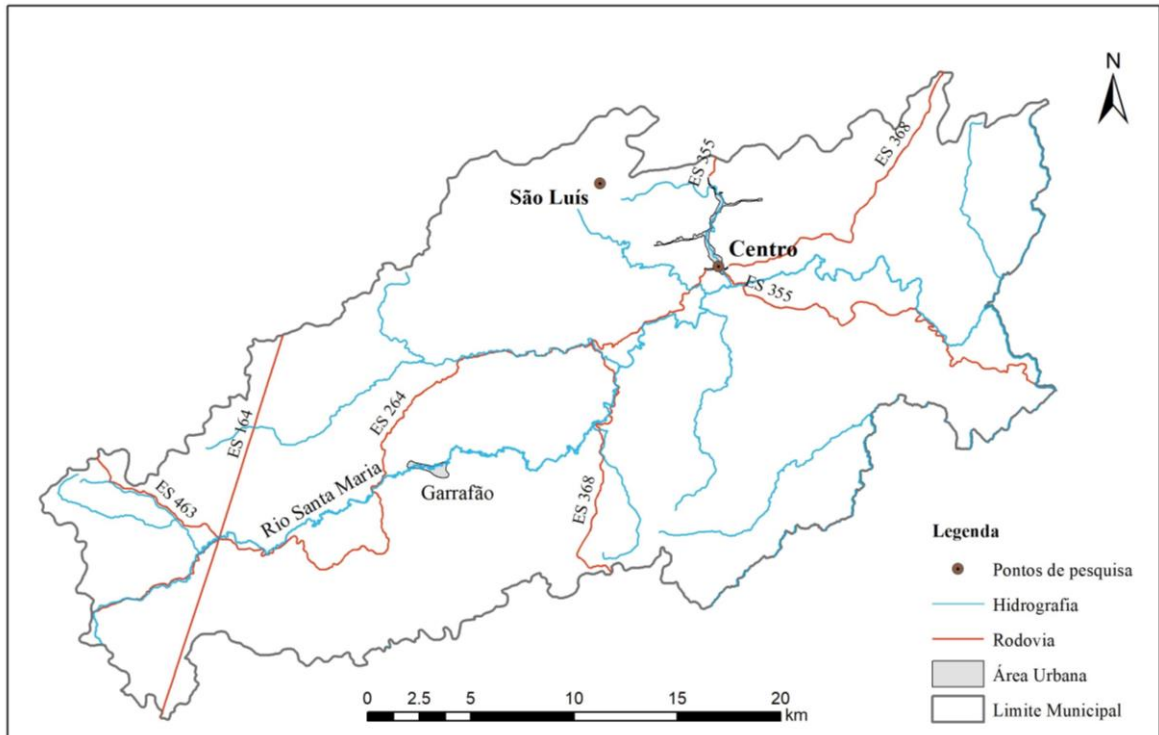 N
ES 368
ES 355
São Luís
Centro
ES 355
ES 164
ES 264
Rio Santa Maria
Garrafão
ES 463
ES 368
Legenda
Pontos de pesquisa
Hidrografia
Rodovia
Área Urbana
Limite Municipal
0 2.5 5 10 15 20
km